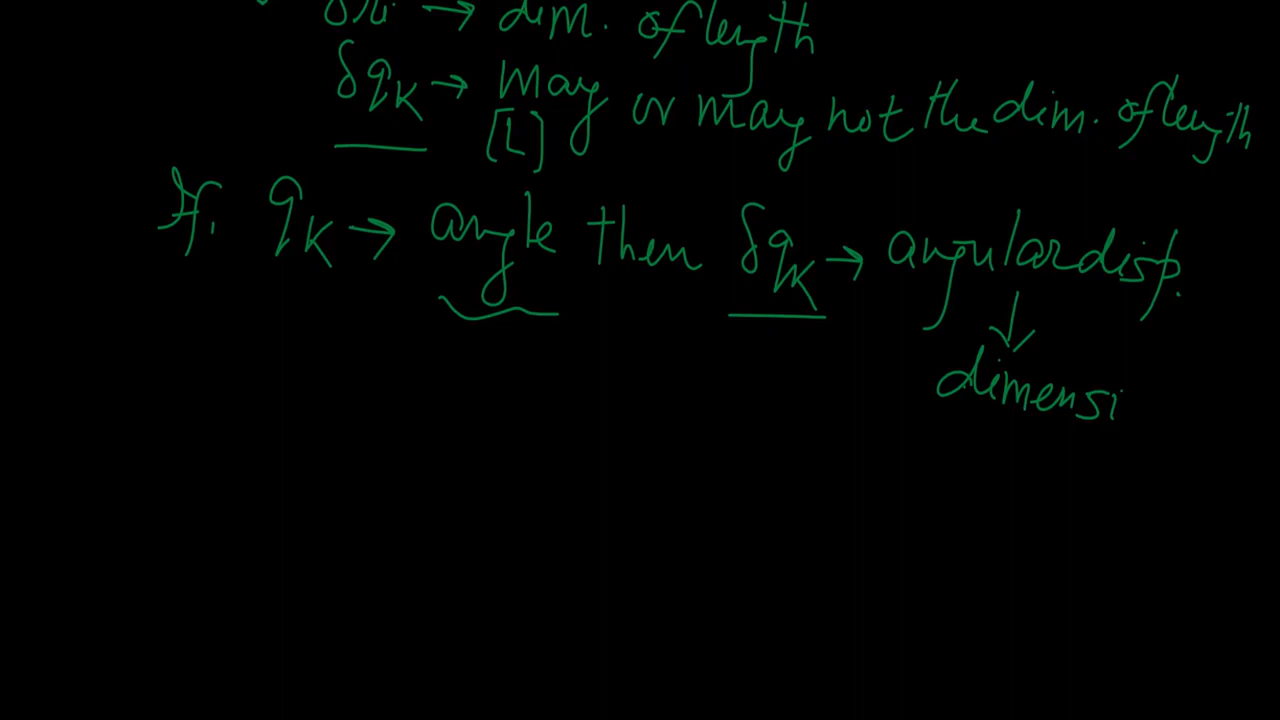 → dim. of length
δqK → may or may not the dim. of length
[L]
If, qK → angle then δqK → angular disp.
↓
dimensi